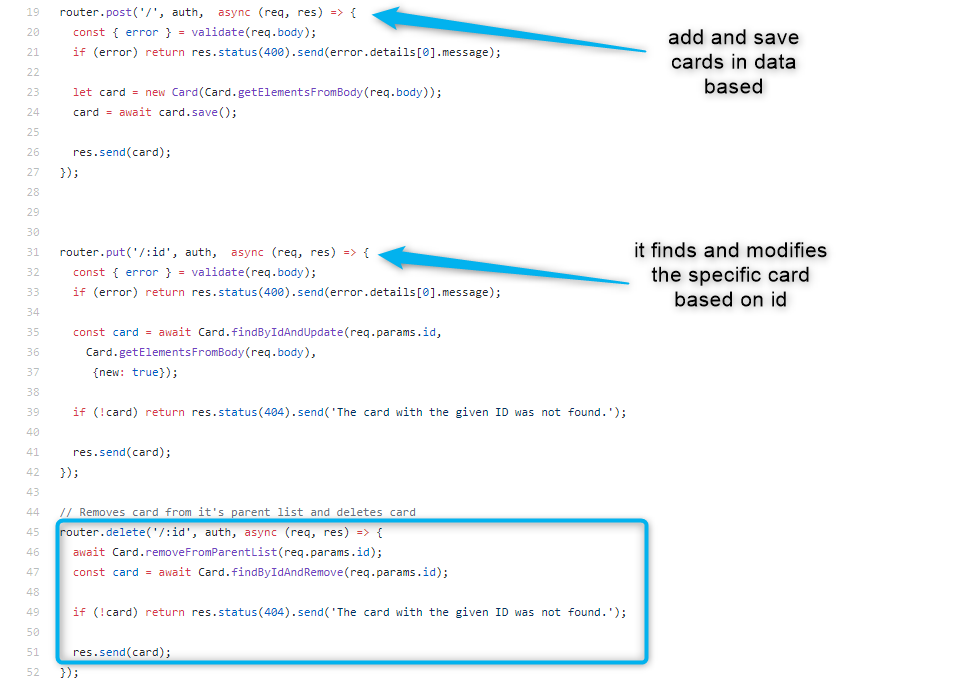 19 router.post('/', auth,  async (req, res) => {
20   const { error } = validate(req.body);
21   if (error) return res.status(400).send(error.details[0].message);
22
23   let card = new Card(Card.getElementsFromBody(req.body));
24   card = await card.save();
25
26   res.send(card);
27 });
28
29
30
31 router.put('/:id', auth,  async (req, res) => {
32   const { error } = validate(req.body);
33   if (error) return res.status(400).send(error.details[0].message);
34
35   const card = await Card.findByIdAndUpdate(req.params.id,
36     Card.getElementsFromBody(req.body),
37      {new: true});
38
39   if (!card) return res.status(404).send('The card with the given ID was not found.');
40
41   res.send(card);
42 });
43
44 // Removes card from it's parent list and deletes card
45 router.delete('/:id', auth, async (req, res) => {
46   await Card.removeFromParentList(req.params.id);
47   const card = await Card.findByIdAndRemove(req.params.id);
48
49   if (!card) return res.status(404).send('The card with the given ID was not found.');
50
51   res.send(card);
52 });
add and save
cards in data
based
it finds and modifies
the specific card
based on id